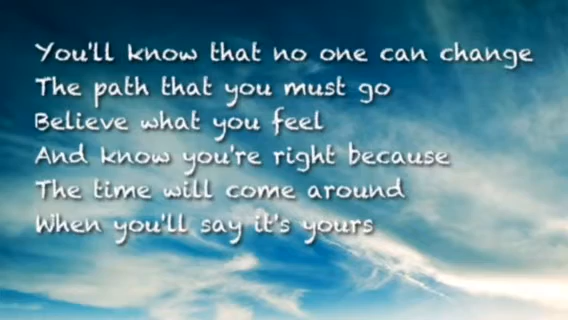 You'll know that no one can change
The path that you must go
Believe what you feel
And know you're right because
The time will come around
When you'll say it's yours